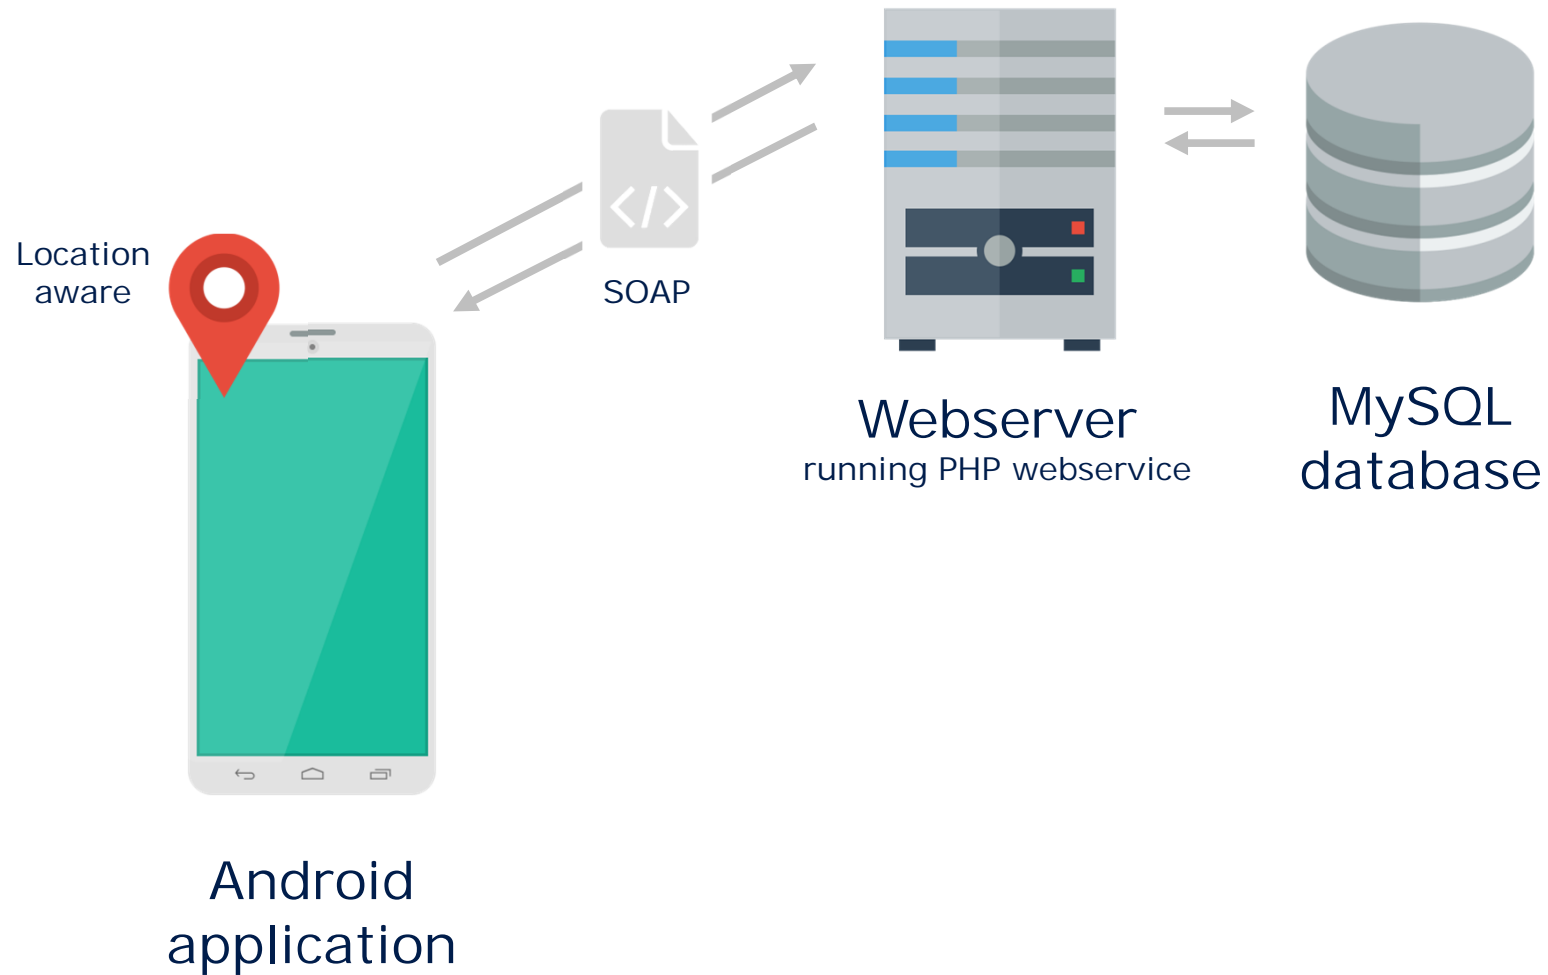 Location
aware
SOAP
Webserver
running PHP webservice
MySQL
database
Android
application